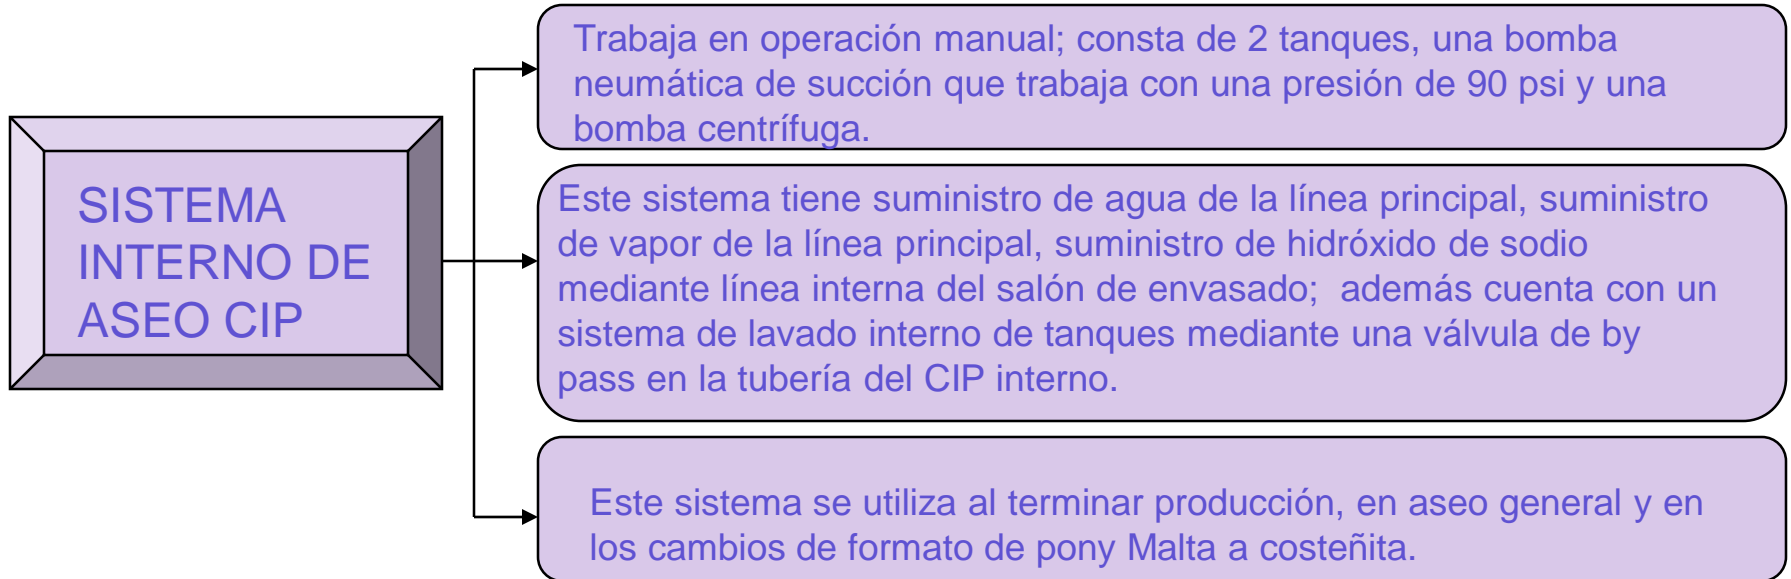 SISTEMA
INTERNO DE
ASEO CIP
Trabaja en operación manual; consta de 2 tanques, una bomba
neumática de succión que trabaja con una presión de 90 psi y una
bomba centrífuga.
Este sistema tiene suministro de agua de la línea principal, suministro
de vapor de la línea principal, suministro de hidróxido de sodio
mediante línea interna del salón de envasado; además cuenta con un
sistema de lavado interno de tanques mediante una válvula de by
pass en la tubería del CIP interno.
Este sistema se utiliza al terminar producción, en aseo general y en
los cambios de formato de pony Malta a costeñita.